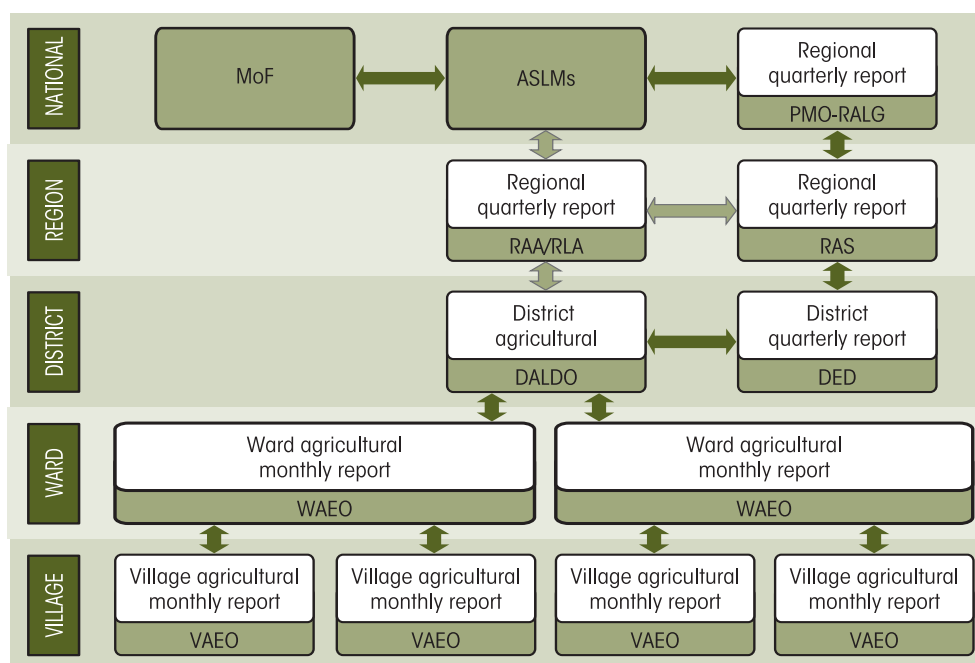 NATIONAL
MoF
ASLMs
Regional
quarterly report
PMO-RALG
REGION
Regional
quarterly report
RAA/RLA
Regional
quarterly report
RAS
DISTRICT
District
agricultural
DALDO
District
quarterly report
DED
WARD
Ward agricultural
monthly report
WAEO
Ward agricultural
monthly report
WAEO
VILLAGE
Village agricultural
monthly report
VAEO
Village agricultural
monthly report
VAEO
Village agricultural
monthly report
VAEO
Village agricultural
monthly report
VAEO